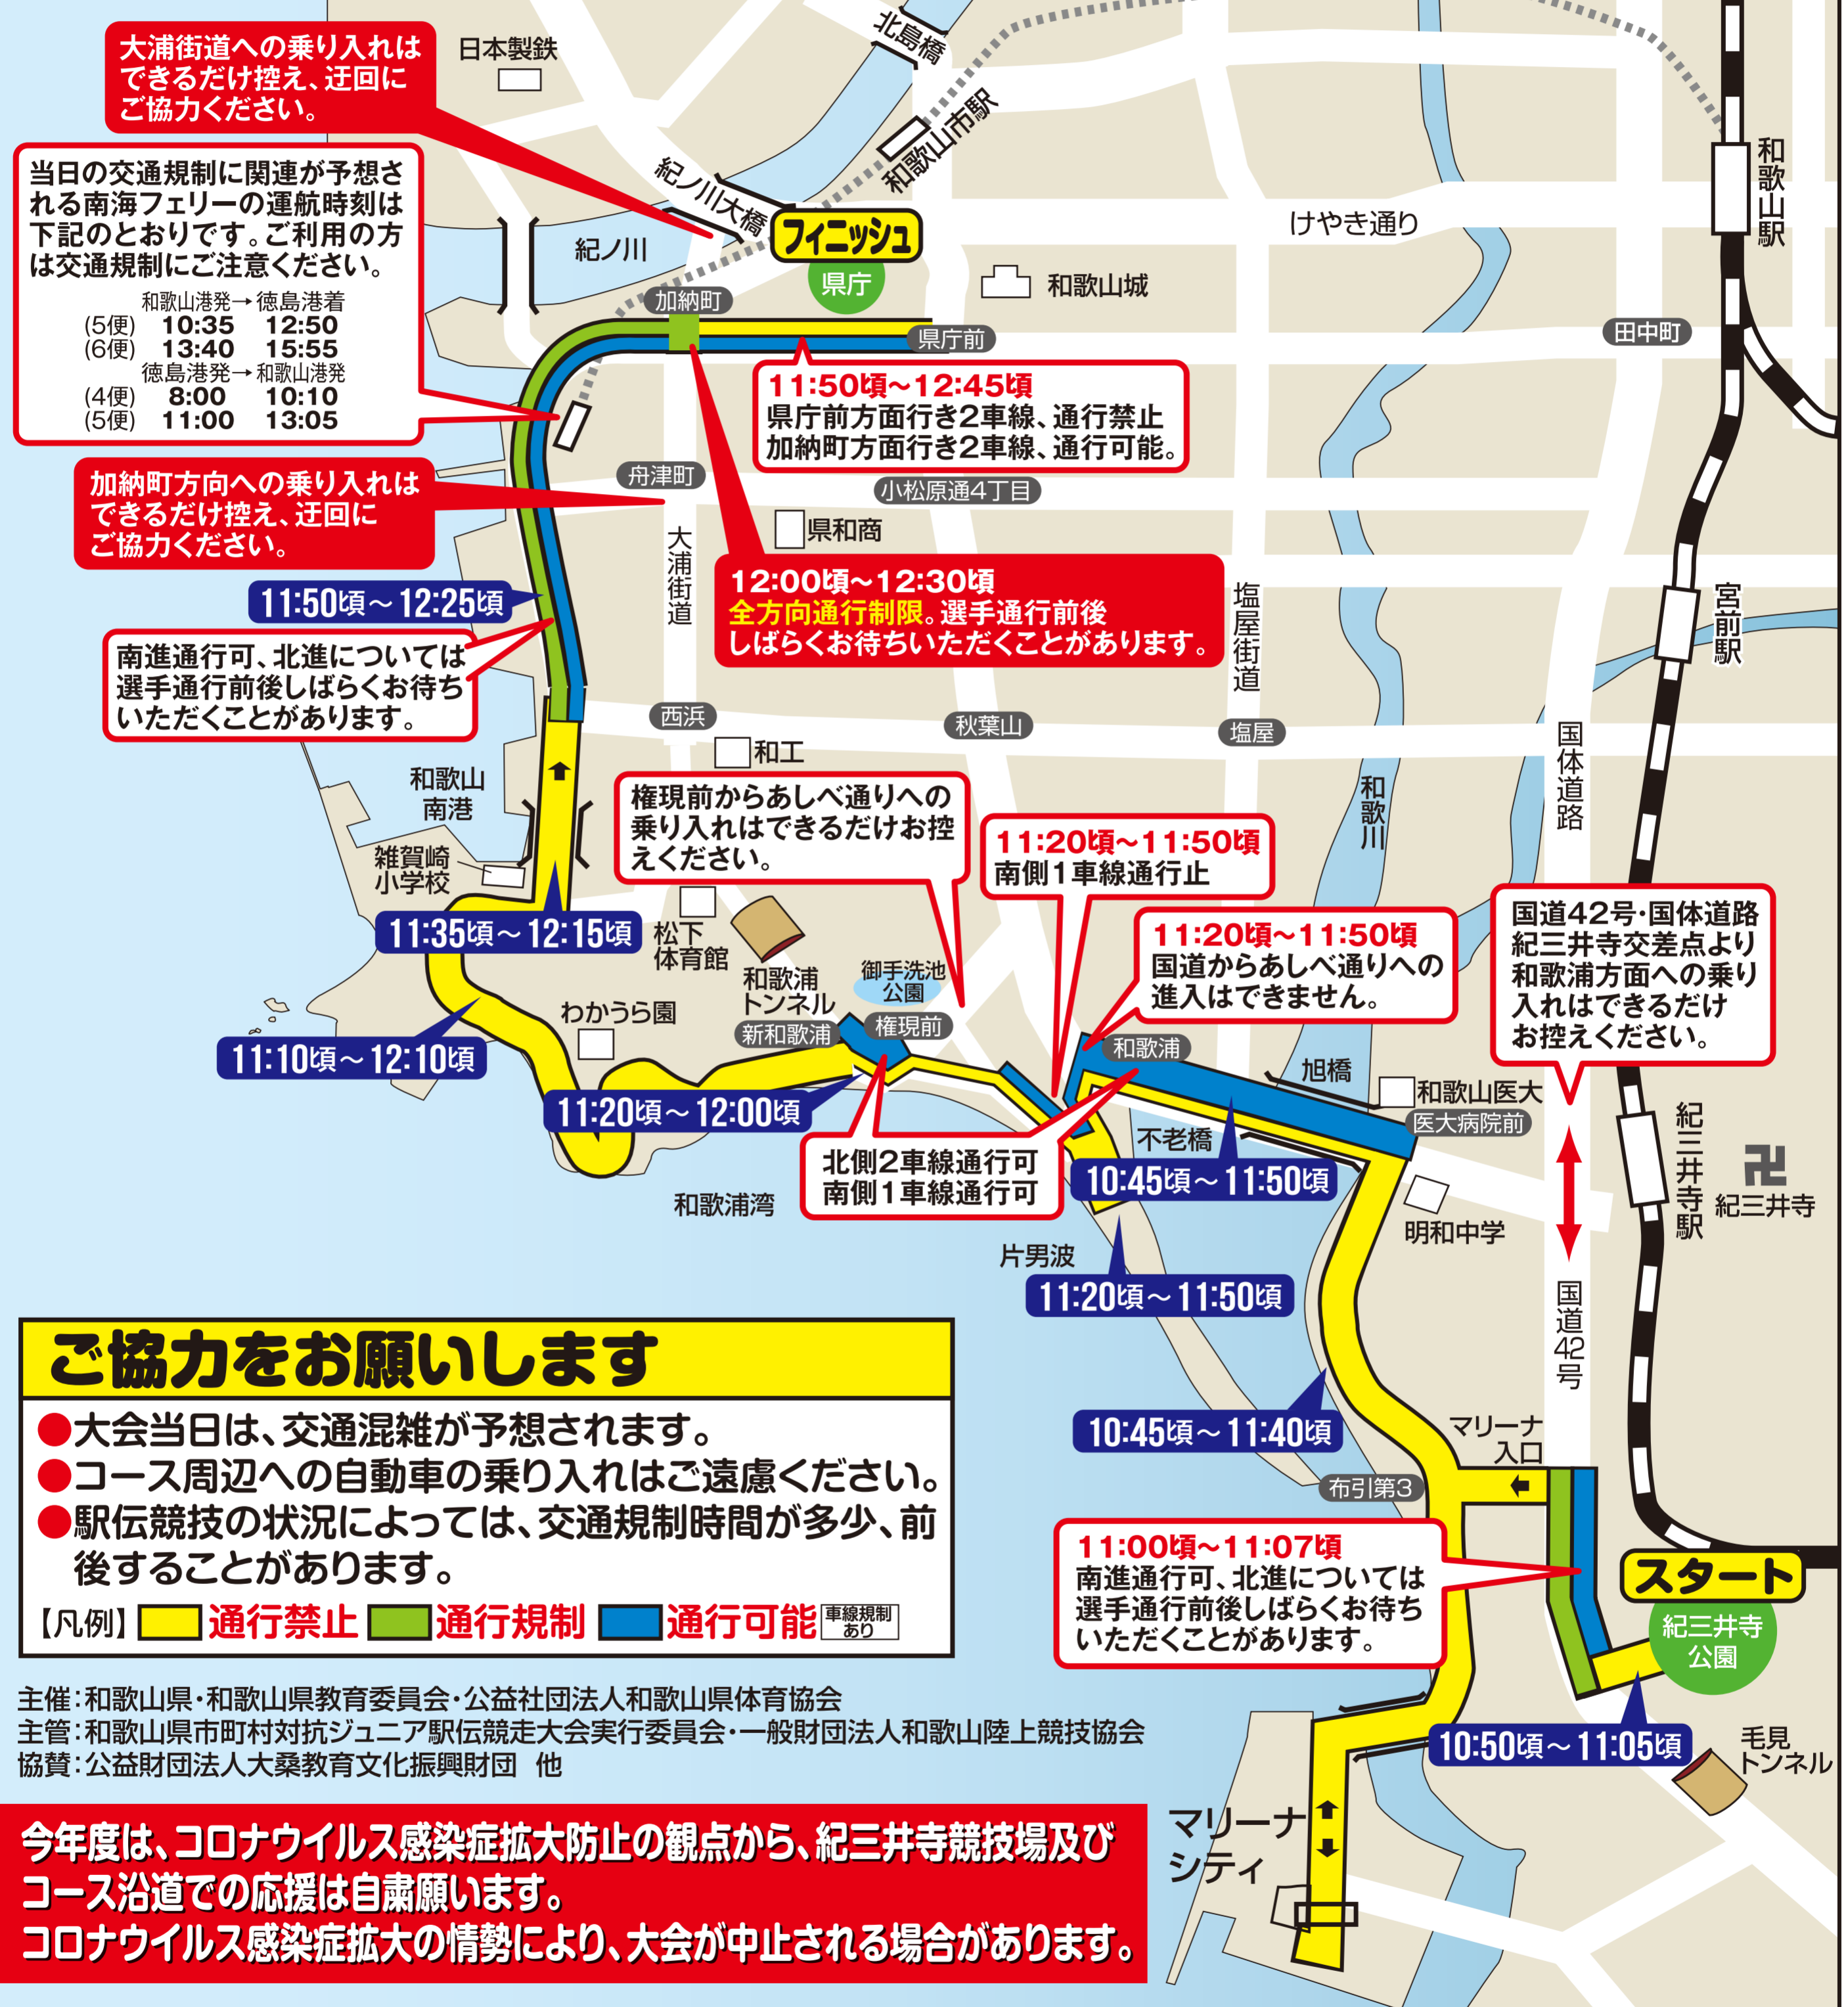 大浦街道への乗り入れは
できるだけ控え、迂回に
ご協力ください。
日本製鉄
北島橋
和歌山市駅
和歌山駅
当日の交通規制に関連が予想さ
れる南海フェリーの運航時刻は
下記のとおりです。ご利用の方
は交通規制にご注意ください。
和歌山港発→徳島港着
(5便) 10:35 12:50
(6便) 13:40 15:55
徳島港発→和歌山港発
(4便) 8:00 10:10
(5便) 11:00 13:05
紀ノ川大橋
フィニッシュ
県庁
紀ノ川
けやき通り
和歌山城
加納町
県庁前
田中町
11:50頃〜12:45頃
県庁前方面行き2車線、通行禁止
加納町方面行き2車線、通行可能。
加納町方向への乗り入れは
できるだけ控え、迂回に
ご協力ください。
舟津町
小松原通4丁目
県和商
大浦街道
12:00頃〜12:30頃
全方向通行制限。選手通行前後
しばらくお待ちいただくことがあります。
塩屋街道
宮前駅
11:50頃〜12:25頃
南進通行可、北進については
選手通行前後しばらくお待ち
いただくことがあります。
西浜
秋葉山
塩屋
国体道路
和工
和歌山
南港
和歌川
権現前からあしべ通りへの
乗り入れはできるだけお控
えください。
11:20頃〜11:50頃
南側1車線通行止
雑賀崎
小学校
11:35頃〜12:15頃
松下
体育館
和歌浦
トンネル
御手洗池
公園
11:20頃〜11:50頃
国道からあしべ通りへの
進入はできません。
国道42号・国体道路
紀三井寺交差点より
和歌浦方面への乗り
入れはできるだけ
お控えください。
わかうら園
新和歌浦
権現前
和歌浦
旭橋
11:10頃〜12:10頃
11:20頃〜12:00頃
和歌山医大
医大病院前
不老橋
紀三井寺駅
紀三井寺
北側2車線通行可
南側1車線通行可
10:45頃〜11:50頃
和歌浦湾
明和中学
片男波
11:20頃〜11:50頃
国道42号
10:45頃〜11:40頃
マリーナ
入口
布引第3
ご協力をお願いします
●大会当日は、交通混雑が予想されます。
●コース周辺への自動車の乗り入れはご遠慮ください。
●駅伝競技の状況によっては、交通規制時間が多少、前
後することがあります。
【凡例】 通行禁止 通行規制 通行可能 車線規制
あり
11:00頃〜11:07頃
南進通行可、北進については
選手通行前後しばらくお待ち
いただくことがあります。
スタート
紀三井寺
公園
10:50頃〜11:05頃
毛見
トンネル
主催:和歌山県・和歌山県教育委員会・公益社団法人和歌山県体育協会
主管:和歌山県市町村対抗ジュニア駅伝競走大会実行委員会・一般財団法人和歌山陸上競技協会
協賛:公益財団法人大桑教育文化振興財団 他
マリーナ
シティ
今年度は、コロナウイルス感染症拡大防止の観点から、紀三井寺競技場及び
コース沿道での応援は自粛願います。
コロナウイルス感染症拡大の情勢により、大会が中止される場合があります。